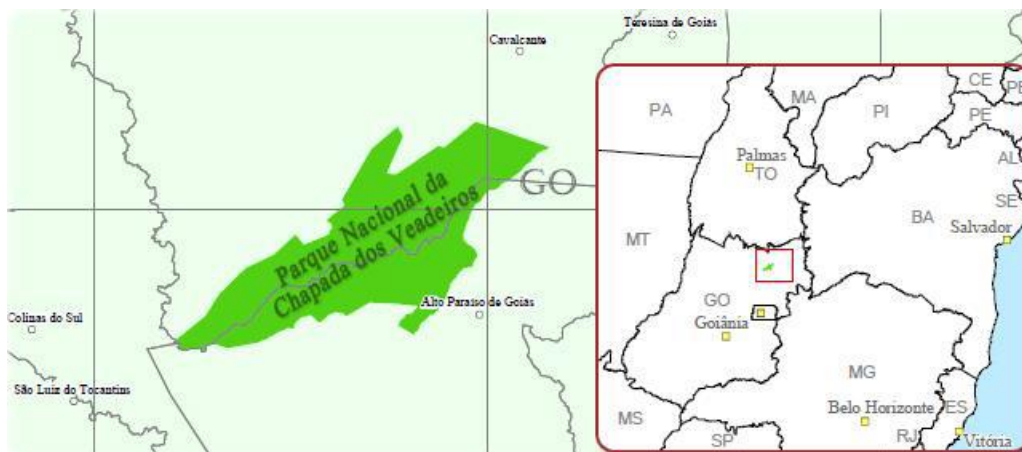 Teresina de Goiás
Cavalcante
GO
Parque Nacional da
Chapada dos Veadeiros
Alto Paraíso de Goiás
Colinas do Sul
São Luiz do Tocantins
CE
PB
PA
MA
PI
PE
Palmas
TO
AL
SE
BA
Salvador
MT
GO
Goiânia
MG
Belo Horizonte
ES
MS
SP
RJ
Vitória